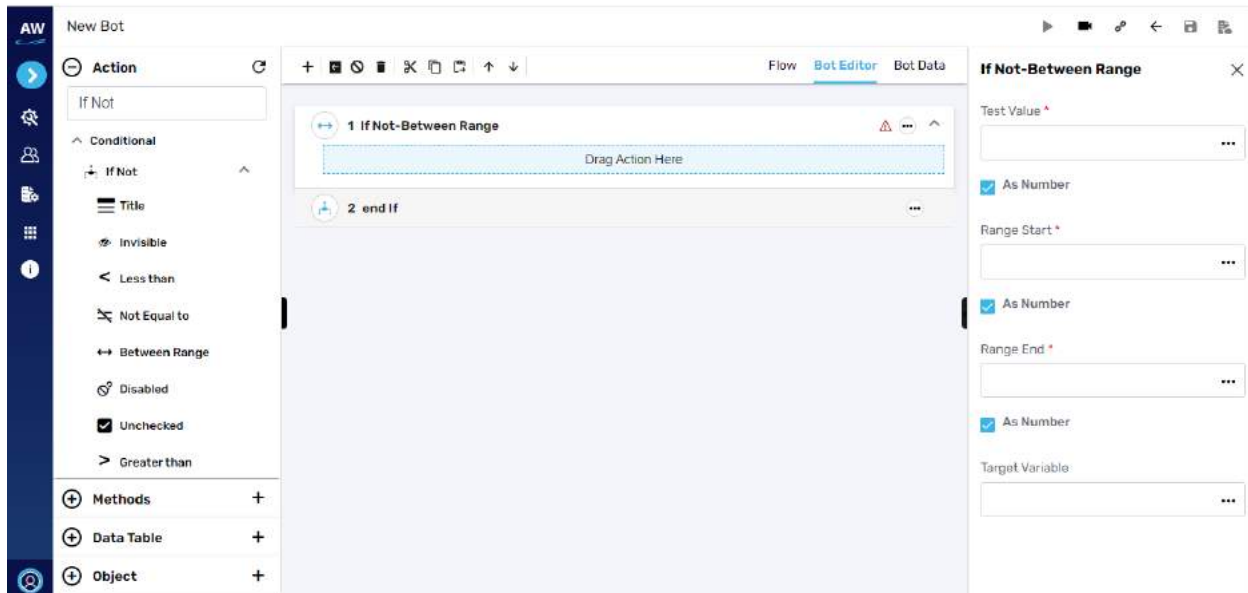 AW
New Bot
Action
If Not
Conditional
If Not
Title
Invisible
Less than
Not Equal to
Between Range
Disabled
Unchecked
Greater than
Methods
Data Table
Object
Flow Bot Editor Bot Data
1 If Not-Between Range
Drag Action Here
2 end If
If Not-Between Range
Test Value *
As Number
Range Start *
As Number
Range End *
As Number
Target Variable